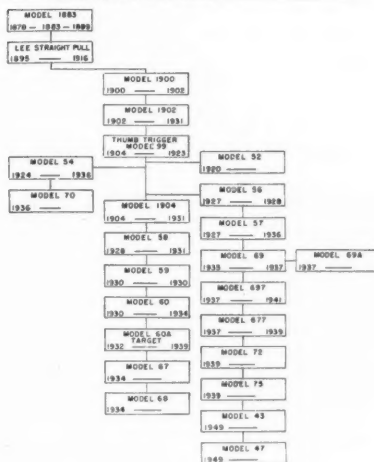 MODEL 1883
1878 — 1883 — 1889
LEE STRAIGHT PULL
1895 — 1916
MODEL 1900
1900 — 1902
MODEL 1902
1902 — 1931
THUMB TRIGGER
MODEL 99
1904 — 1923
MODEL 54
1924 — 1936
MODEL 70
1936 —
MODEL 52
1920 —
MODEL 56
1927 — 1928
MODEL 1904
1904 — 1931
MODEL 57
1927 — 1936
MODEL 58
1928 — 1931
MODEL 69
1935 — 1937
MODEL 69A
1937 —
MODEL 59
1930 — 1930
MODEL 697
1937 — 1941
MODEL 60
1930 — 1934
MODEL 677
1937 — 1939
MODEL 60A
TARGET
1932 — 1939
MODEL 72
1939 —
MODEL 67
1934 —
MODEL 75
1939 —
MODEL 68
1934 —
MODEL 43
1949 —
MODEL 47
1949 —